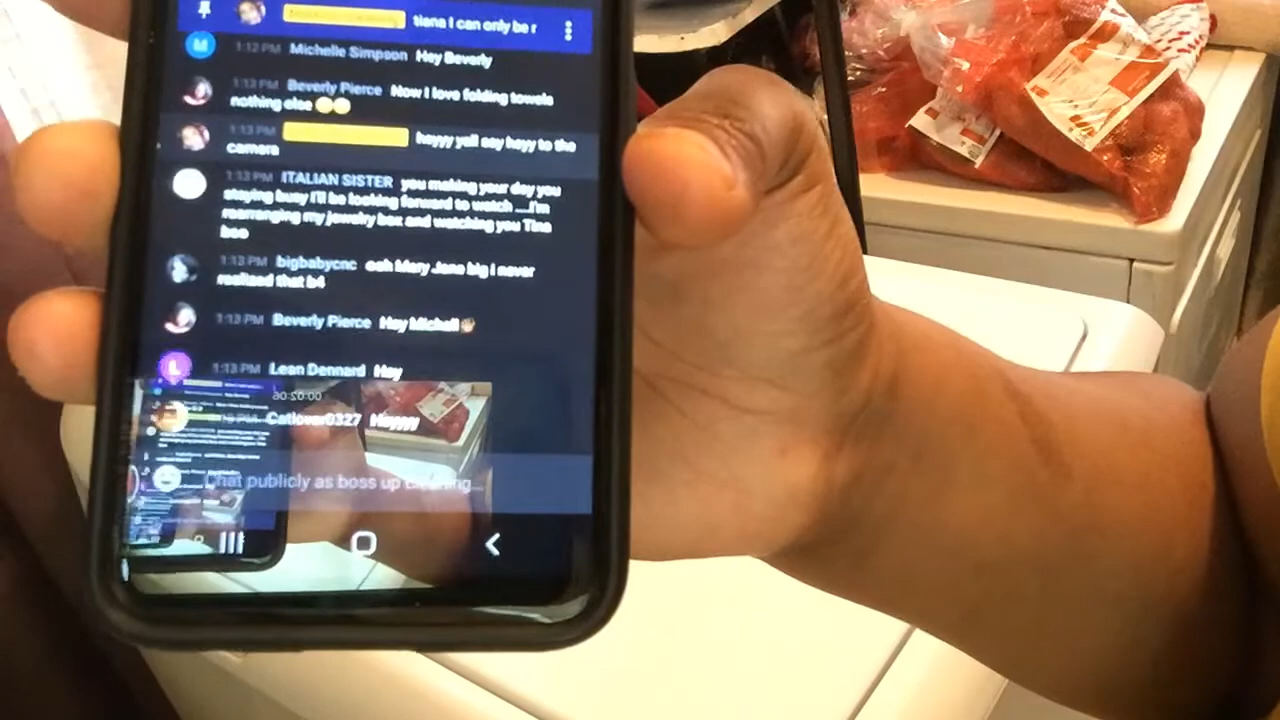 tiana I can only be r
M 1:12 PM Michelle Simpson Hey Beverly
1:13 PM Beverly Pierce Now I love folding towels
nothing else
1:13 PM hayyy yall say hayy to the
camera
1:13 PM ITALIAN SISTER you making your day you
staying busy I'll be looking forward to watch ....I'm
rearranging my jewelry box and watching you Tina
boo
1:13 PM bigbabycnc ooh Mary Jane big I never
realized that b4
1:13 PM Beverly Pierce Hey Michell
L 1:13 PM Lean Dennard Hey
Catlover0327 Heyyyy
Chat publicly as boss up cleaning...